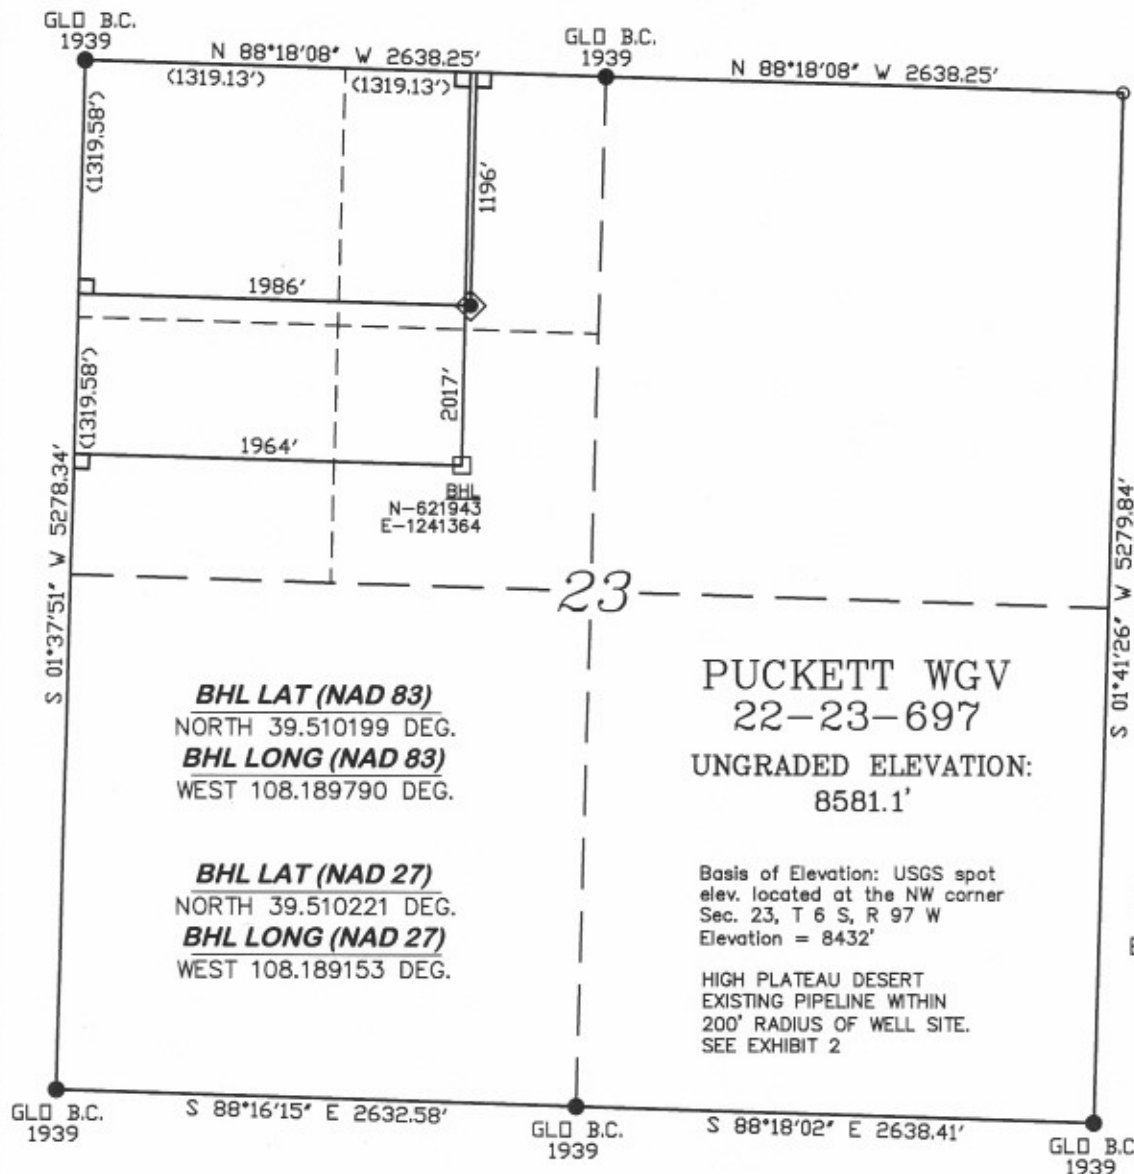 GLO B.C.
1939
N 88°18'08" W 2638.25'
GLO B.C.
1939
N 88°18'08" W 2638.25'
(1319.13')
(1319.13')
(1319.58')
1196'
1986'
(1319.58')
2017'
1964'
BHL
N-621943
E-1241364
S 01°37'51" W 5278.34'
S 01°41'26" W 5279.84'
23
BHL LAT (NAD 83)
NORTH 39.510199 DEG.
BHL LONG (NAD 83)
WEST 108.189790 DEG.
BHL LAT (NAD 27)
NORTH 39.510221 DEG.
BHL LONG (NAD 27)
WEST 108.189153 DEG.
PUCKETT WGV
22-23-697
UNGRADED ELEVATION:
8581.1'
Basis of Elevation: USGS spot
elev. located at the NW corner
Sec. 23, T 6 S, R 97 W
Elevation = 8432'
HIGH PLATEAU DESERT
EXISTING PIPELINE WITHIN
200' RADIUS OF WELL SITE.
SEE EXHIBIT 2
GLO B.C.
1939
S 88°16'15" E 2632.58'
GLO B.C.
1939
S 88°18'02" E 2638.41'
GLO B.C
1939